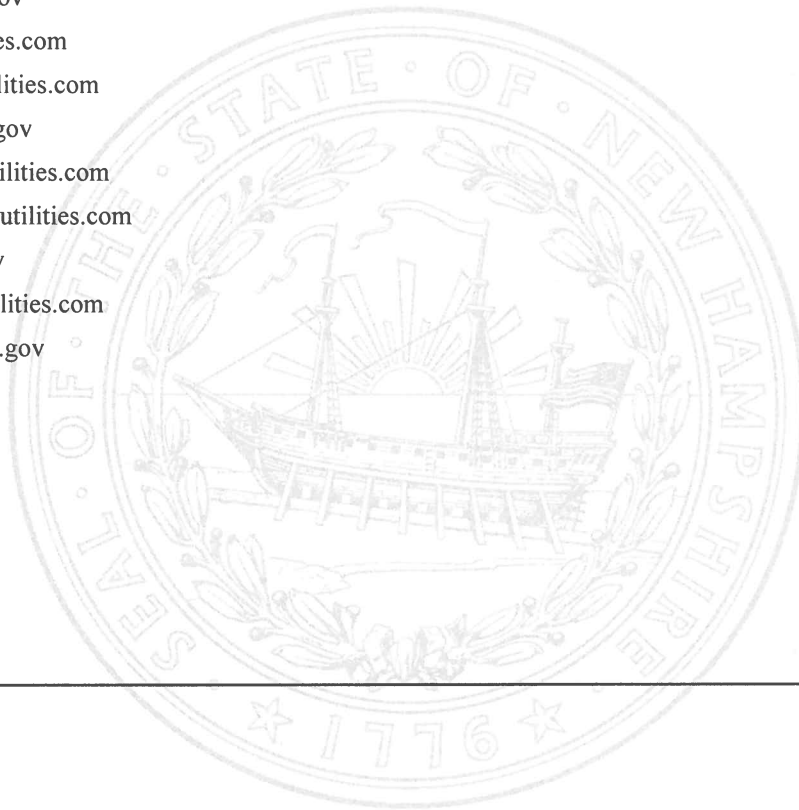 ov
es.com
lities.com
gov
ilities.com
utilities.com
lities.com
.gov
SEAL · OF · THE · STATE · OF · NEW HAMPSHIRE
1776